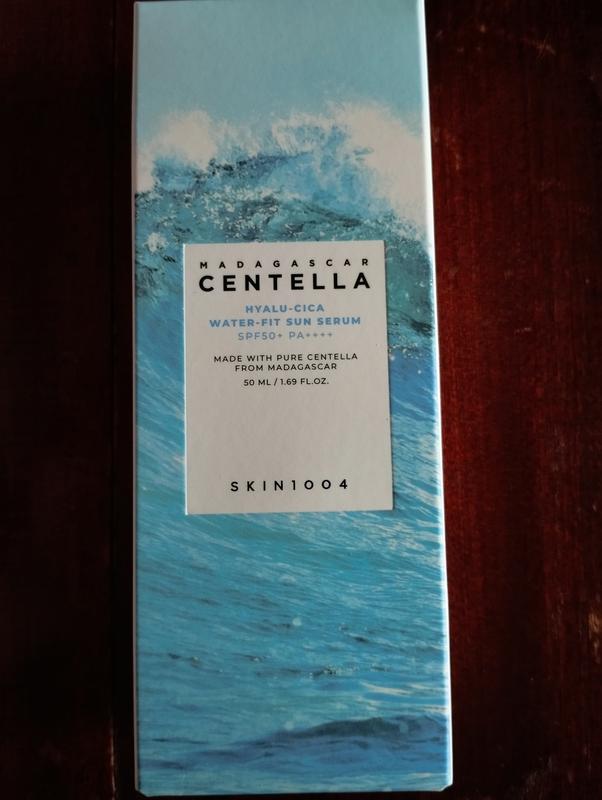 MADAGASCAR
CENTELLA
HYALU-CICA
WATER-FIT SUN SERUM
SPF50+ PA++++
MADE WITH PURE CENTELLA
FROM MADAGASCAR
50 ML / 1.69 FL.OZ.
SKIN1004